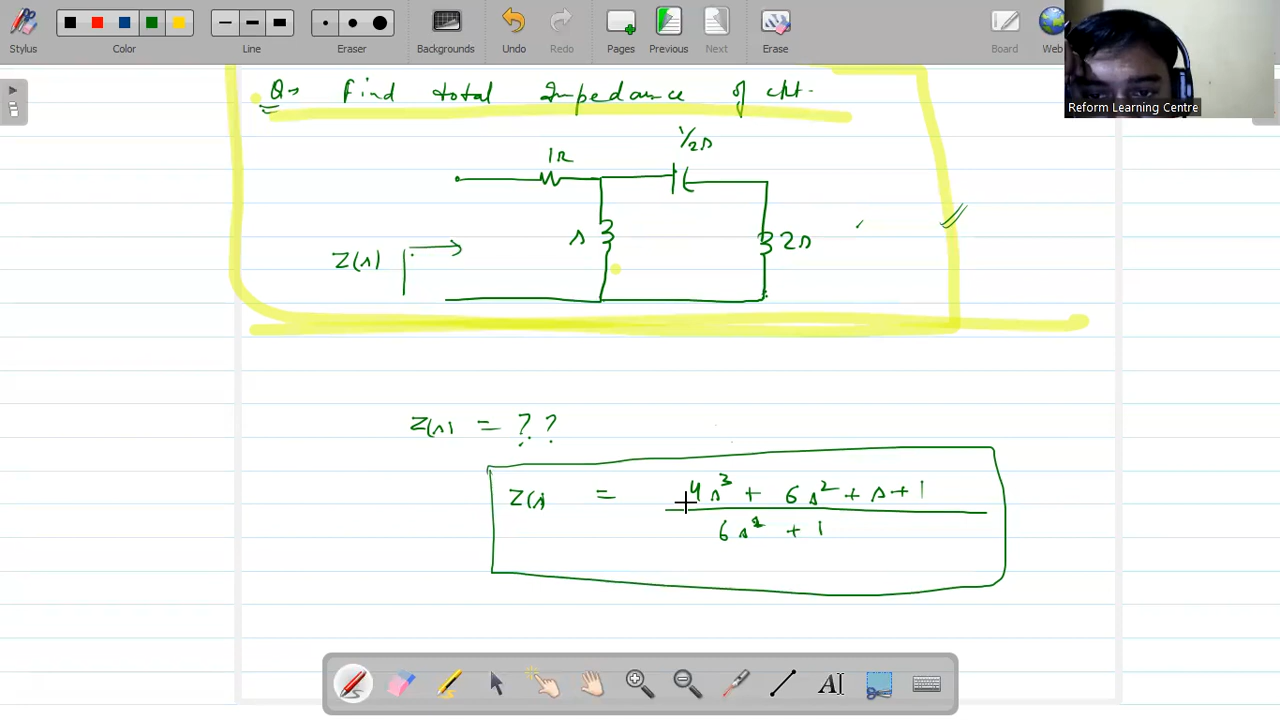 Stylus
Color
Line
Eraser
Backgrounds
Undo
Redo
Pages
Previous
Next
Erase
Board
Web
Reform Learning Centre
Q→ Find total Impedance of ckt.
1Ω
1/2s
s
2s
Z(s)
Z(s) = ??
Z(s) = 4s³ + 6s² + s + 1
6s² + 1